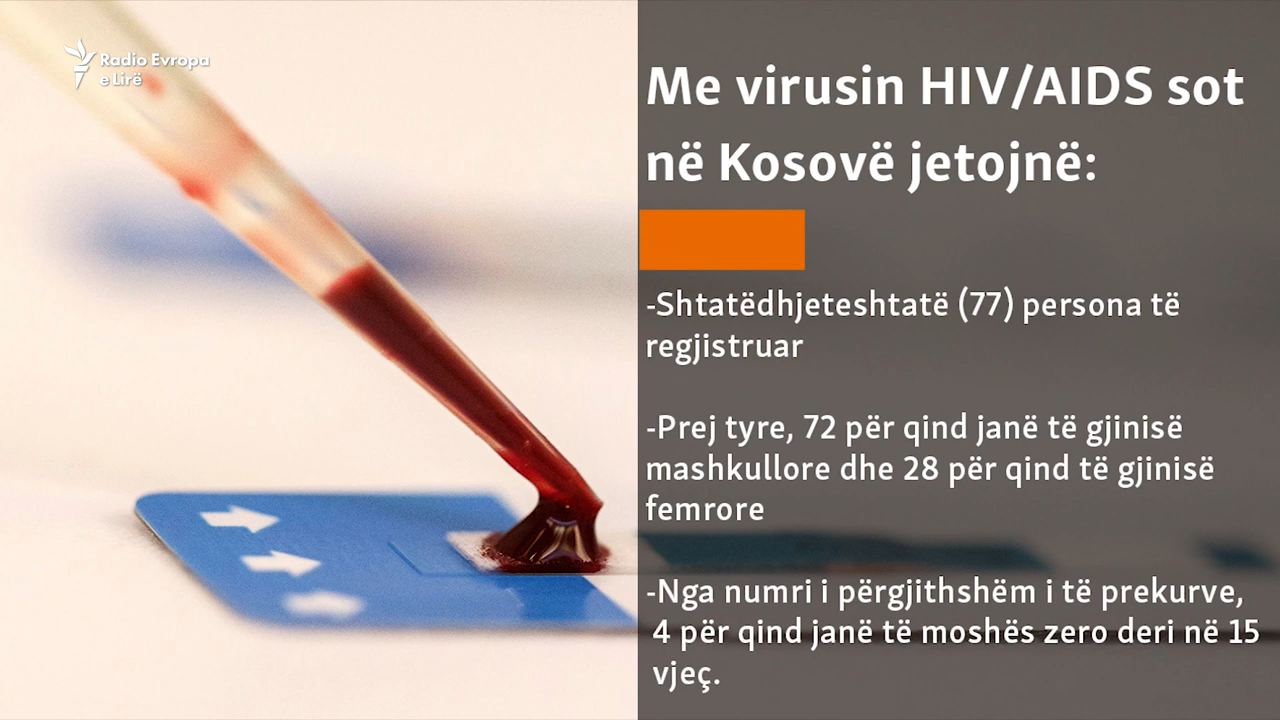 Radio Evropa
e Lirë
Me virusin HIV/AIDS sot
në Kosovë jetojnë:
-Shtatëdhjeteshtatë (77) persona të
regjistruar
-Prej tyre, 72 për qind janë të gjinisë
mashkullore dhe 28 për qind të gjinisë
femrore
-Nga numri i përgjithshëm i të prekurve,
4 për qind janë të moshës zero deri në 15
vjeç.